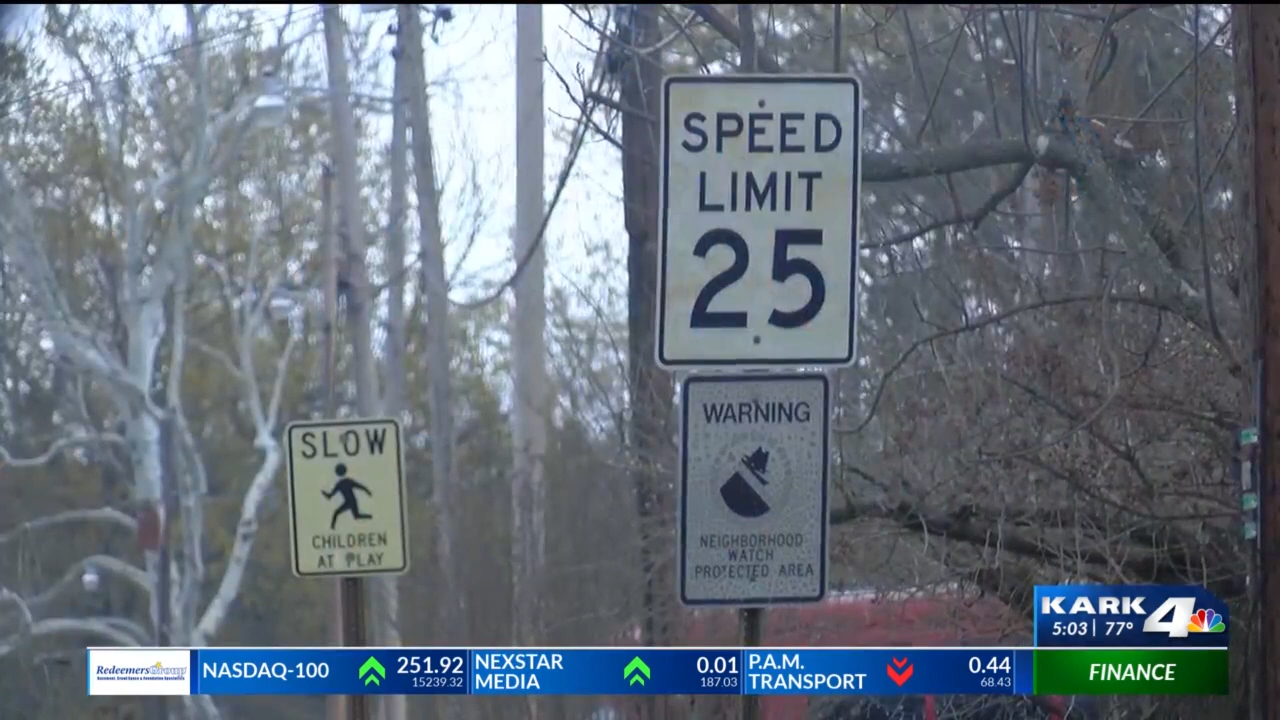 SPEED
LIMIT
25
WARNING
NEIGHBORHOOD
WATCH
PROTECTED AREA
SLOW
CHILDREN
AT PLAY
KARK 4
5:03 | 77°
RedeemersGroup
NASDAQ-100 251.92
15239.32
NEXSTAR
MEDIA
0.01
187.03
P.A.M.
TRANSPORT
0.44
68.43
FINANCE